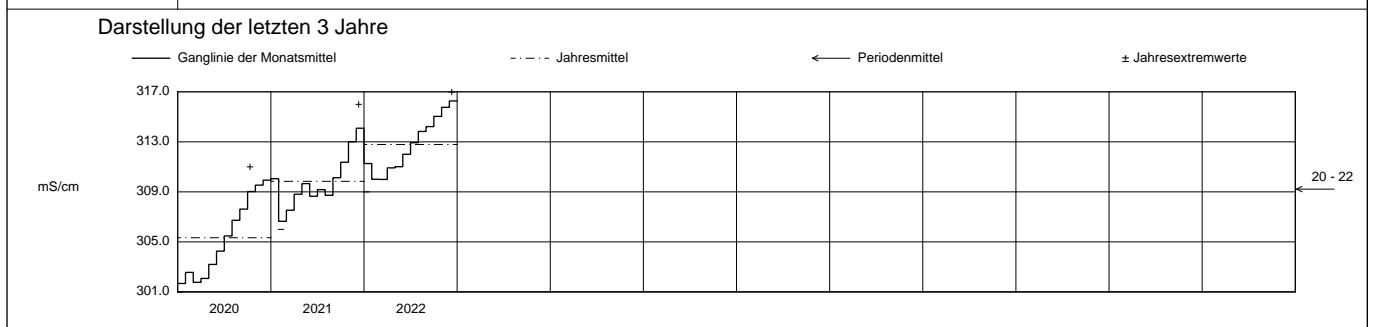 Darstellung der letzten 3 Jahre
Ganglinie der Monatsmittel Jahresmittel Periodenmittel ± Jahresextremwerte
317.0
313.0
309.0
305.0
301.0
mS/cm
20 - 22
2020 2021 2022